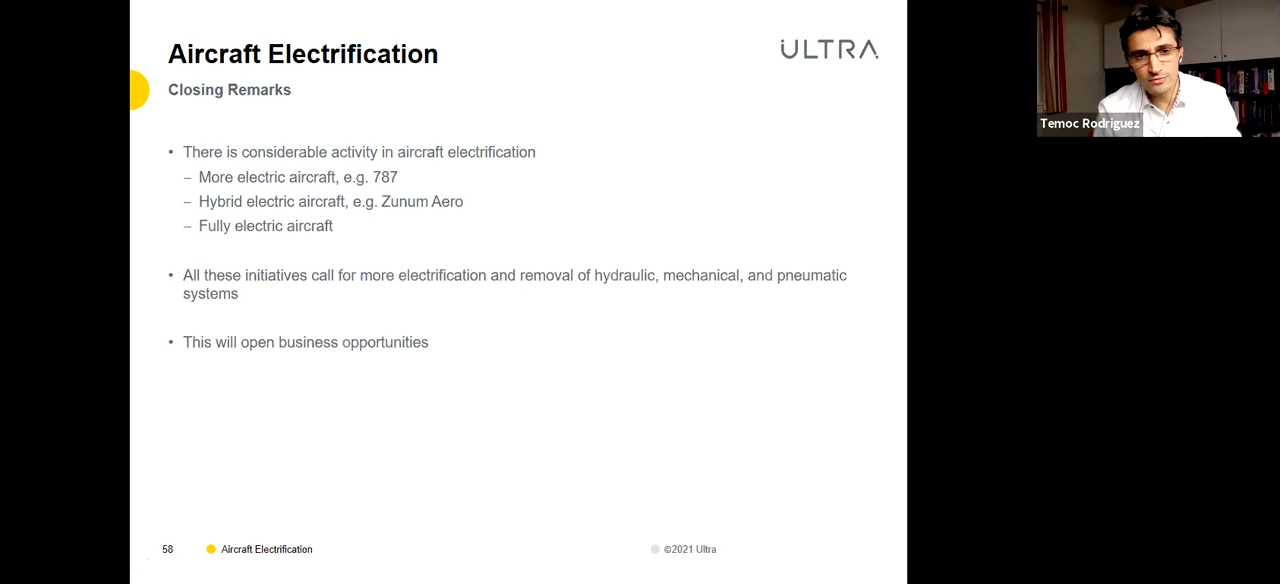 Aircraft Electrification
ULTRA
Closing Remarks
Temoc Rodriguez
• There is considerable activity in aircraft electrification
– More electric aircraft, e.g. 787
– Hybrid electric aircraft, e.g. Zunum Aero
– Fully electric aircraft
• All these initiatives call for more electrification and removal of hydraulic, mechanical, and pneumatic
systems
• This will open business opportunities
58
Aircraft Electrification
©2021 Ultra